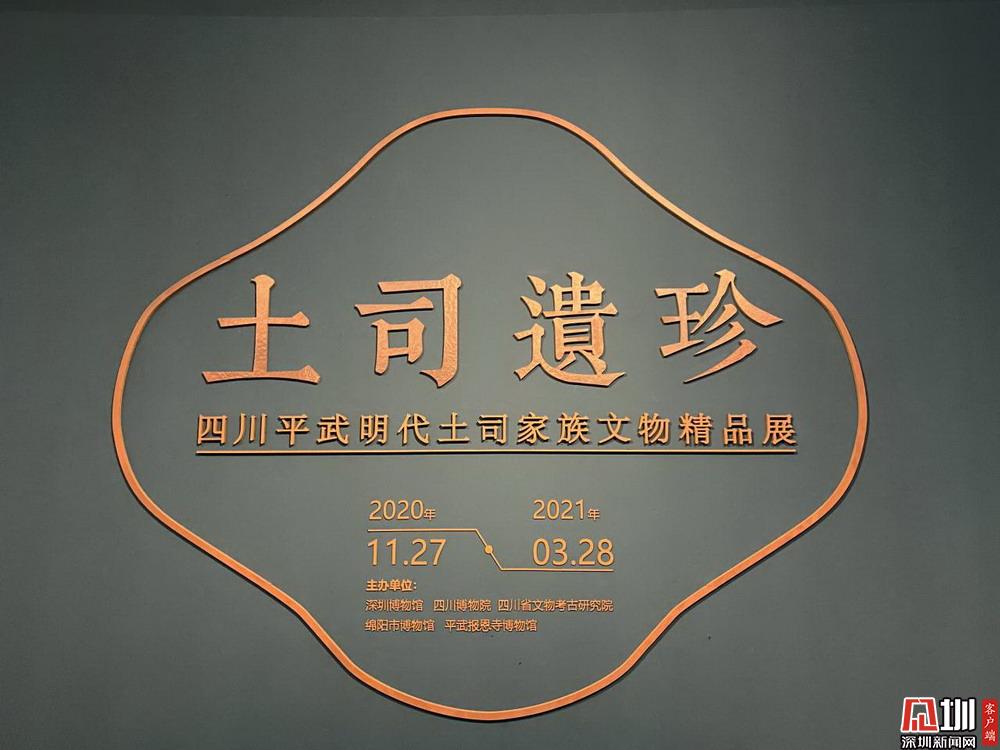 土司遺珍
四川平武明代土司家族文物精品展
2020年 2021年
11.27 03.28
主办单位：
深圳博物馆 四川博物院 四川省文物考古研究院
绵阳市博物馆 平武报恩寺博物馆
圳
深圳新闻网
客户端